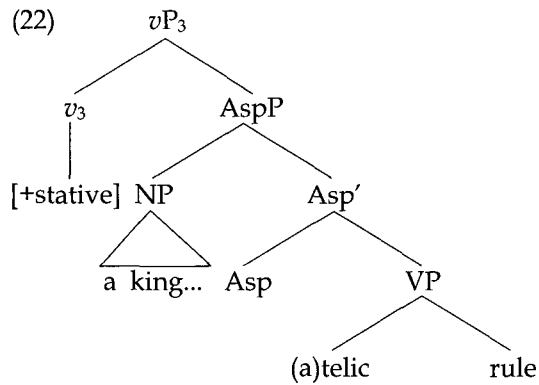 (22) vP₃
v₃ AspP
[+stative] NP Asp′
a king... Asp VP
(a)telic rule